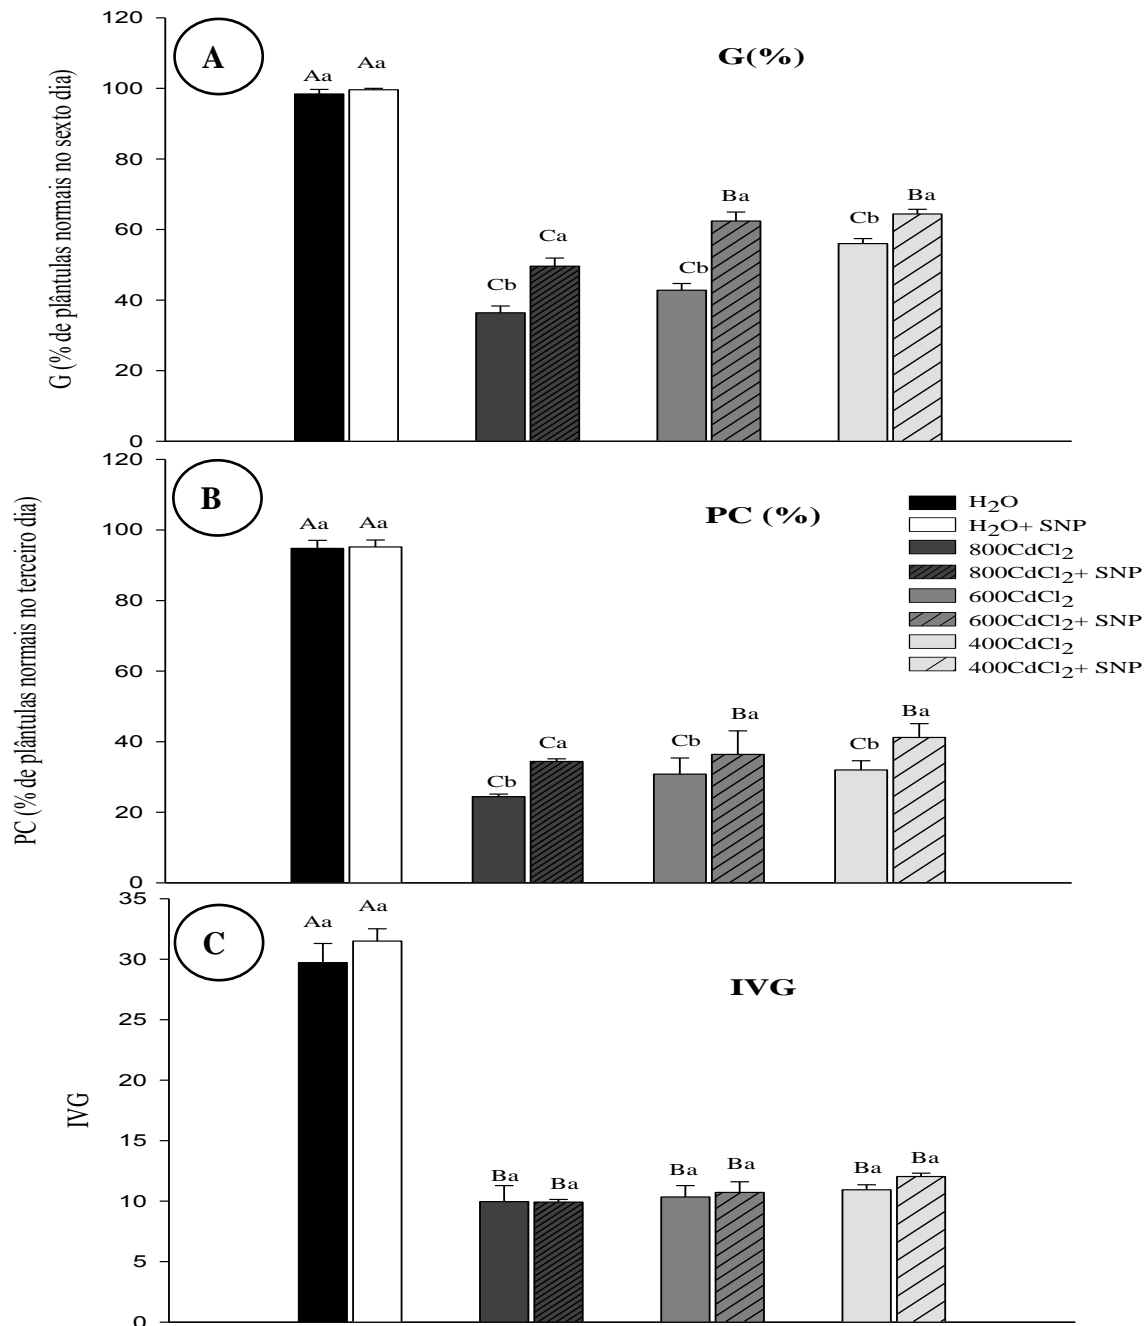 120
100
80
60
40
20
0
G (% de plântulas normais no sexto dia)
A
G(%)
Aa
Aa
Cb
Ca
Cb
Ba
Cb
Ba
120
100
80
60
40
20
0
PC (% de plântulas normais no terceiro dia)
B
PC (%)
Aa
Aa
Cb
Ca
Cb
Ba
Cb
Ba
H2O
H2O+ SNP
800CdCl2
800CdCl2+ SNP
600CdCl2
600CdCl2+ SNP
400CdCl2
400CdCl2+ SNP
35
30
25
20
15
10
5
0
IVG
C
IVG
Aa
Aa
Ba
Ba
Ba
Ba
Ba
Ba